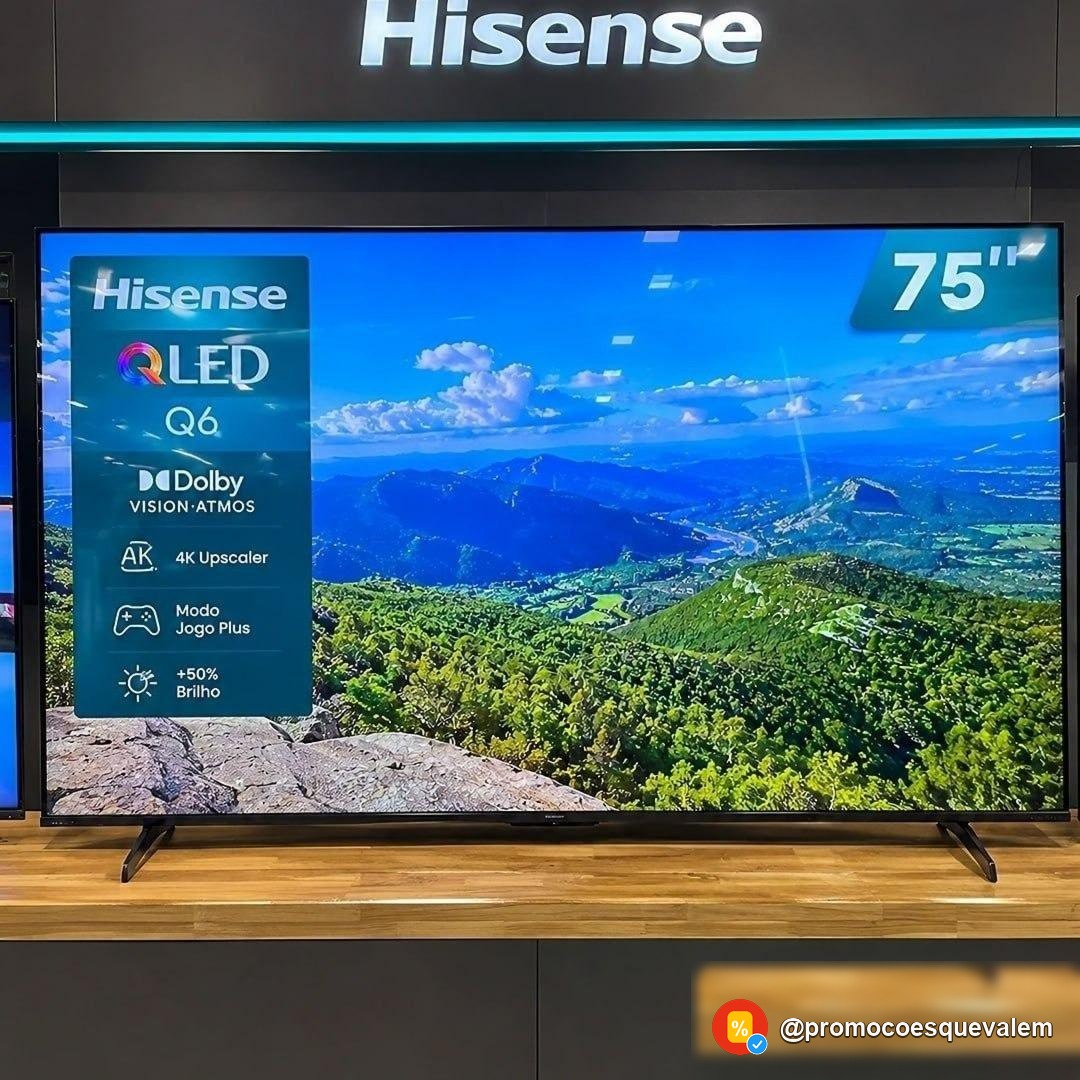 Hisense
75"
Hisense
QLED
Q6
Dolby
VISION·ATMOS
AK
4K Upscaler
Modo
Jogo Plus
+50%
Brilho
%
@promocoesquevalem